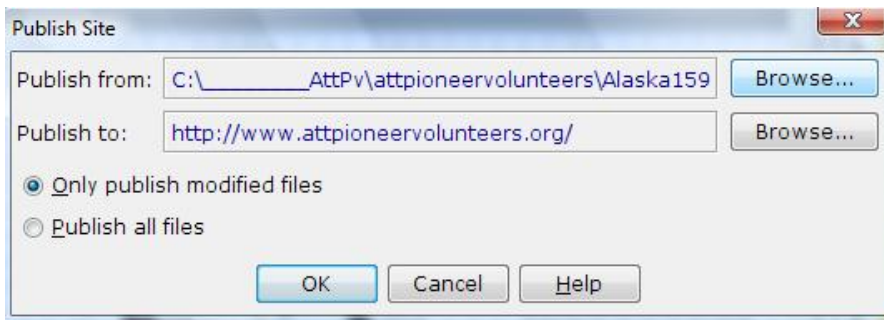 Publish Site
Publish from: C:\_________AttPv\attpioneervolunteers\Alaska159 Browse...
Publish to: http://www.attpioneervolunteers.org/ Browse...
Only publish modified files
Publish all files
OK Cancel Help